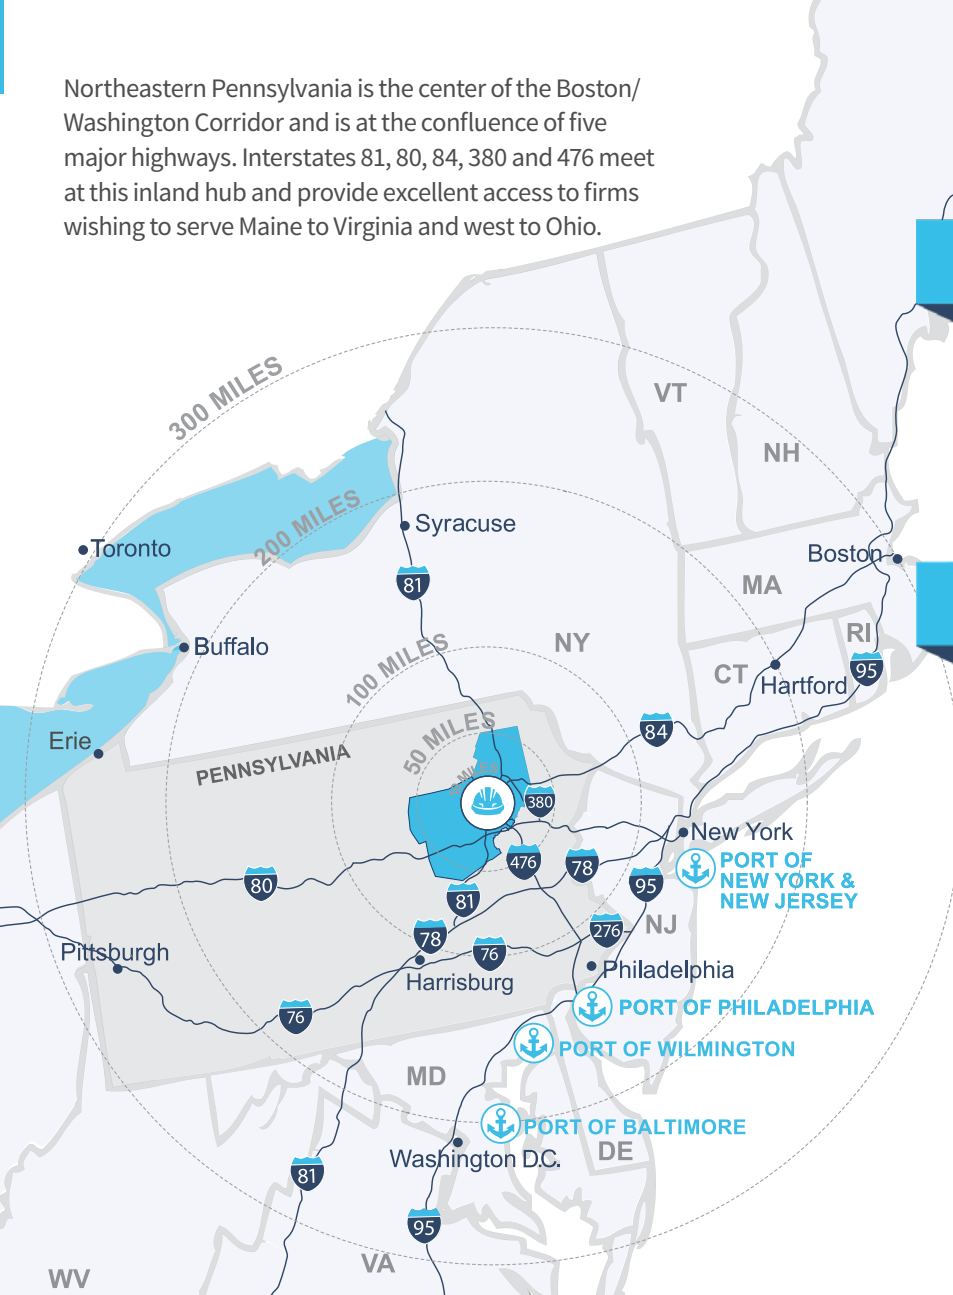 Northeastern Pennsylvania is the center of the Boston/
Washington Corridor and is at the confluence of five
major highways. Interstates 81, 80, 84, 380 and 476 meet
at this inland hub and provide excellent access to firms
wishing to serve Maine to Virginia and west to Ohio.
300 MILES
VT
NH
200 MILES
Syracuse
Toronto
Boston
81
MA
RI
NY
Buffalo
100 MILES
CT
Hartford
95
84
50 MILES
Erie
PENNSYLVANIA
MILES
380
New York
476
78
PORT OF
NEW YORK &
NEW JERSEY
80
95
81
NJ
276
78
76
Pittsburgh
Harrisburg
Philadelphia
76
PORT OF PHILADELPHIA
PORT OF WILMINGTON
MD
PORT OF BALTIMORE
DE
Washington D.C.
81
95
VA
WV